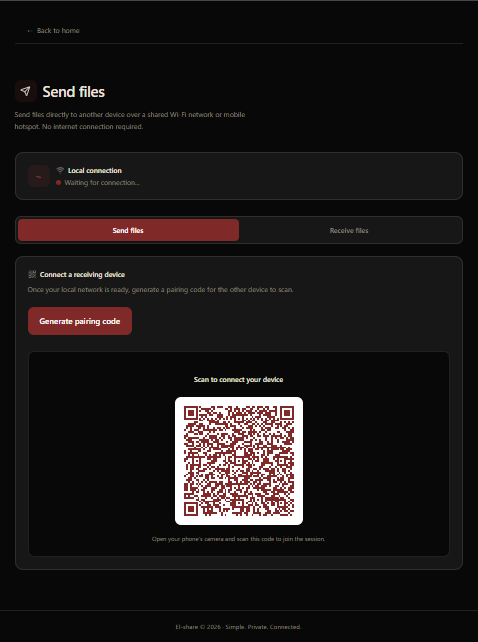 ← Back to home
Send files
Send files directly to another device over a shared Wi-Fi network or mobile
hotspot. No internet connection required.
Local connection
Waiting for connection...
Send files
Receive files
Connect a receiving device
Once your local network is ready, generate a pairing code for the other device to scan.
Generate pairing code
Scan to connect your device
Open your phone's camera and scan this code to join the session.
El-share © 2026 · Simple. Private. Connected.